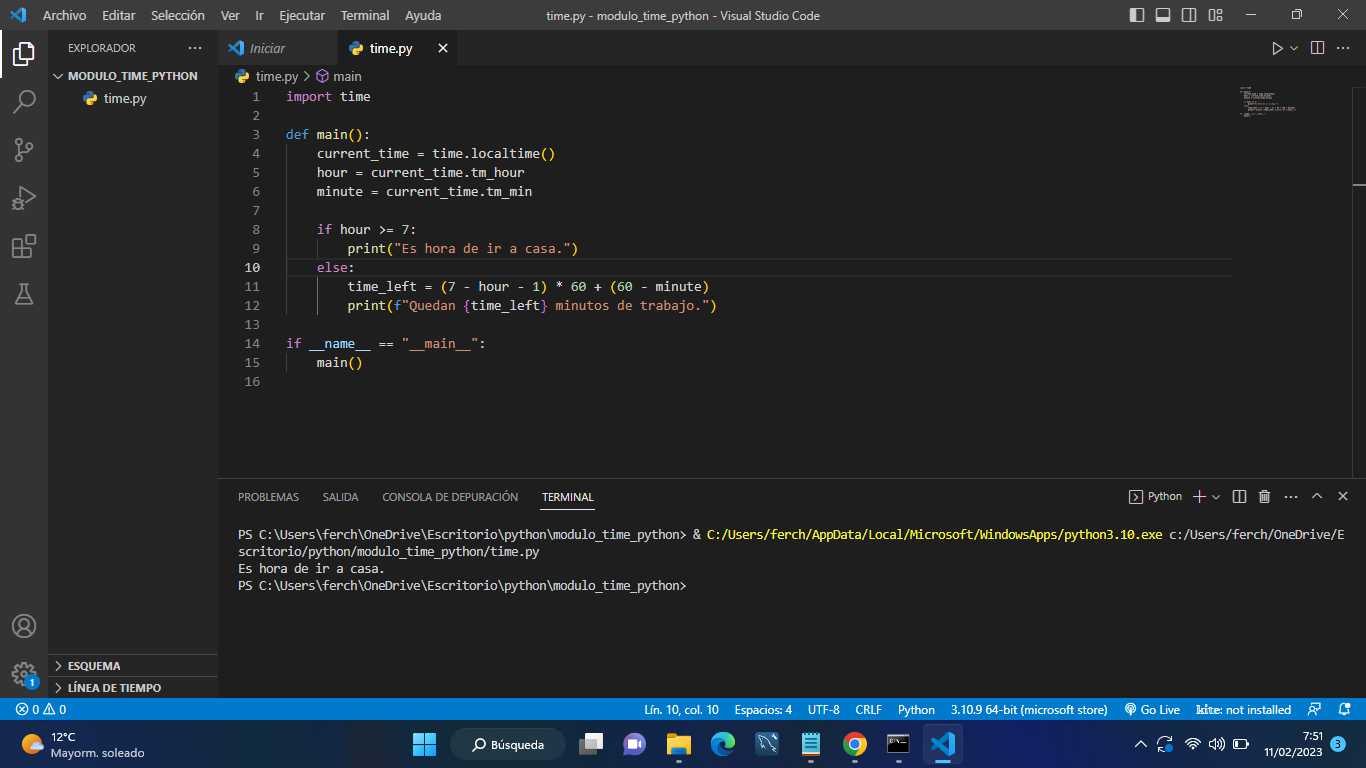 Archivo Editar Selección Ver Ir Ejecutar Terminal Ayuda time.py - modulo_time_python - Visual Studio Code
EXPLORADOR ···
MODULO_TIME_PYTHON
time.py
Iniciar time.py
time.py > main
1 import time
2
3 def main():
4 current_time = time.localtime()
5 hour = current_time.tm_hour
6 minute = current_time.tm_min
7
8 if hour >= 7:
9 print("Es hora de ir a casa.")
10 else:
11 time_left = (7 - hour - 1) * 60 + (60 - minute)
12 print(f"Quedan {time_left} minutos de trabajo.")
13
14 if __name__ == "__main__":
15 main()
16
PROBLEMAS SALIDA CONSOLA DE DEPURACIÓN TERMINAL Python
PS C:\Users\ferch\OneDrive\Escritorio\python\modulo_time_python> & C:/Users/ferch/AppData/Local/Microsoft/WindowsApps/python3.10.exe c:/Users/ferch/OneDrive/E
scritorio/python/modulo_time_python/time.py
Es hora de ir a casa.
PS C:\Users\ferch\OneDrive\Escritorio\python\modulo_time_python>
ESQUEMA
LÍNEA DE TIEMPO
1
0 0 Lín. 10, col. 10 Espacios: 4 UTF-8 CRLF Python 3.10.9 64-bit (microsoft store) Go Live kite: not installed
12°C
Mayorm. soleado
Búsqueda
7:51
11/02/2023
3